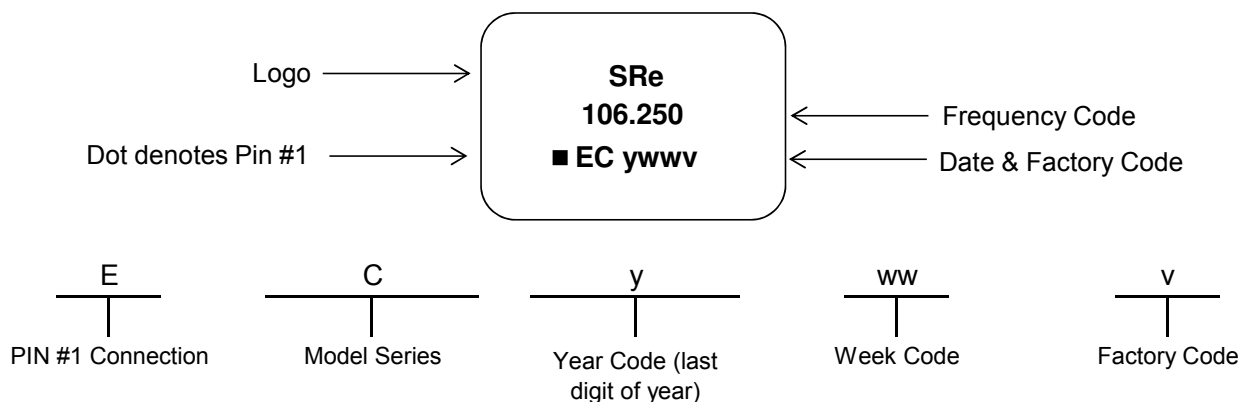 SRe
Logo
106.250
Frequency Code
Dot denotes Pin #1
■ EC ywwv
Date & Factory Code
E
C
y
ww
v
PIN #1 Connection
Model Series
Year Code (last
digit of year)
Week Code
Factory Code